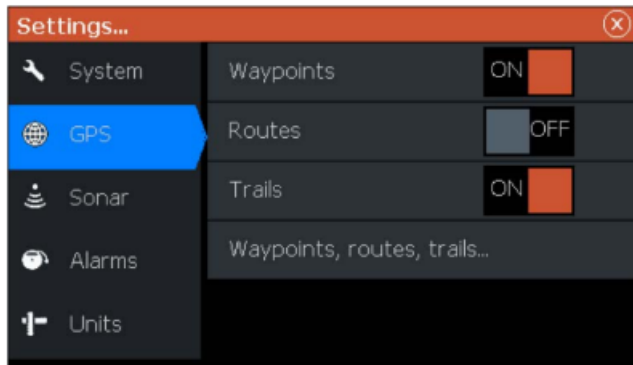 Settings...
System
GPS
Sonar
Alarms
Units
Waypoints ON
Routes OFF
Trails ON
Waypoints, routes, trails...